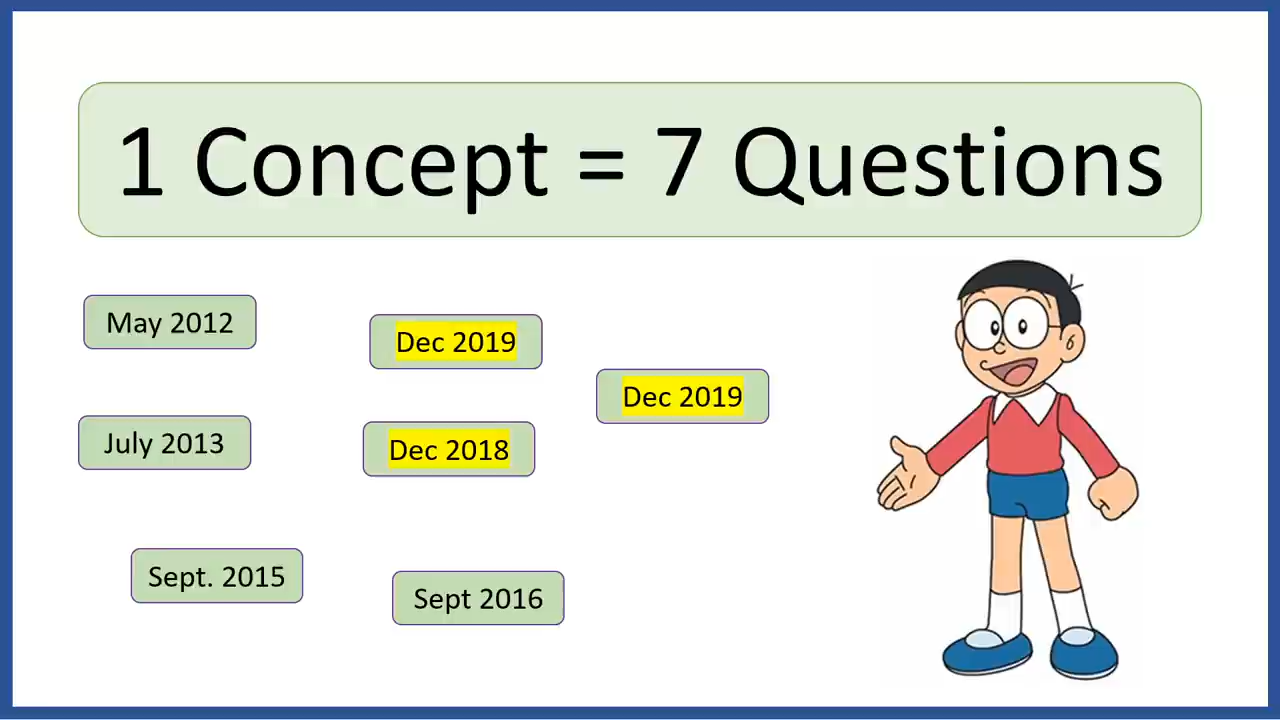 1 Concept = 7 Questions
May 2012
Dec 2019
Dec 2019
July 2013
Dec 2018
Sept. 2015
Sept 2016